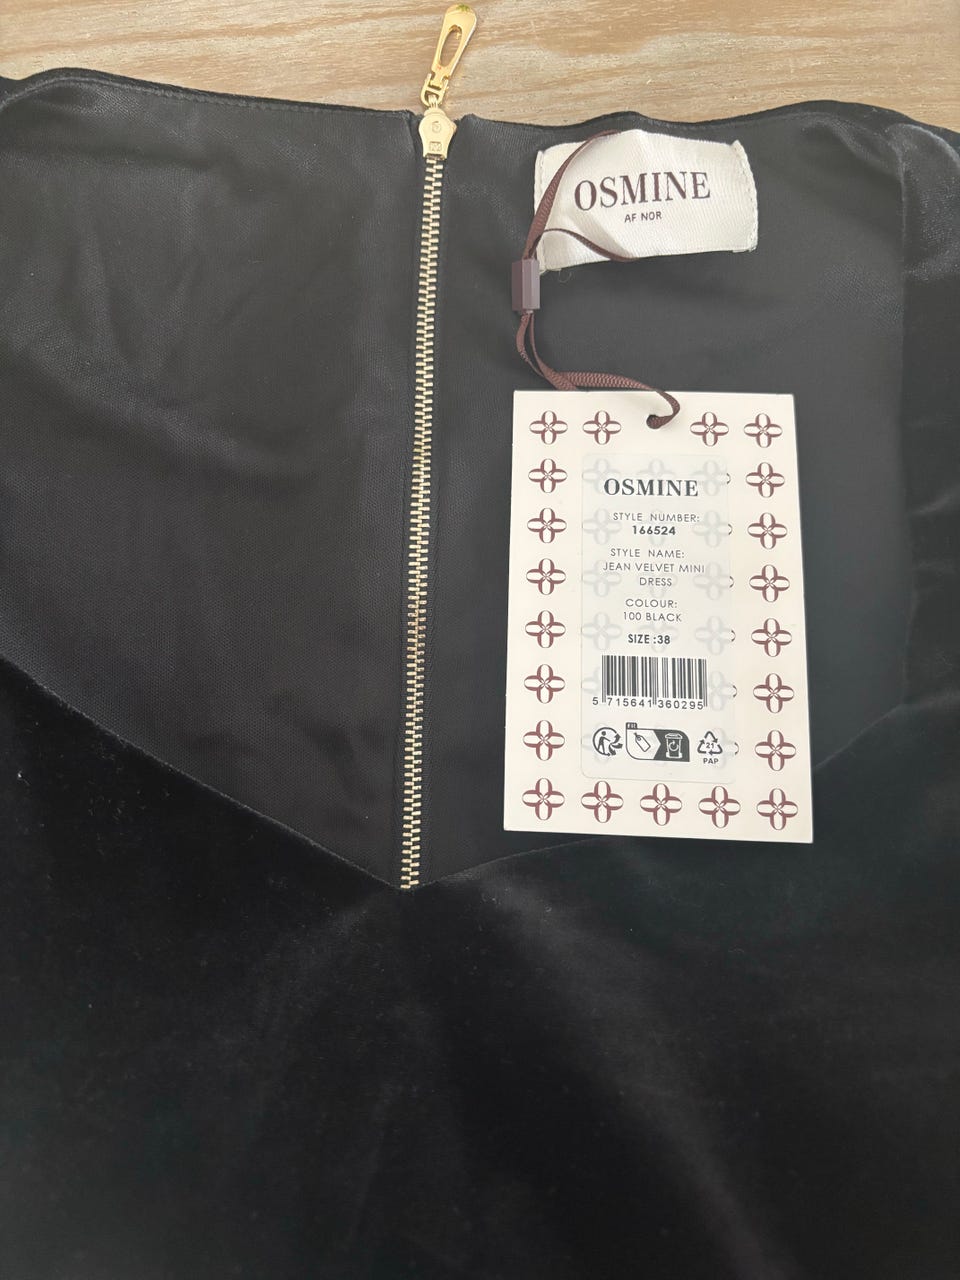 OSMINE
AF NOR
OSMINE
STYLE NUMBER:
166524
STYLE NAME:
JEAN VELVET MINI
DRESS
COLOUR:
100 BLACK
SIZE :38
5 715641 360295
FR
21
PAP